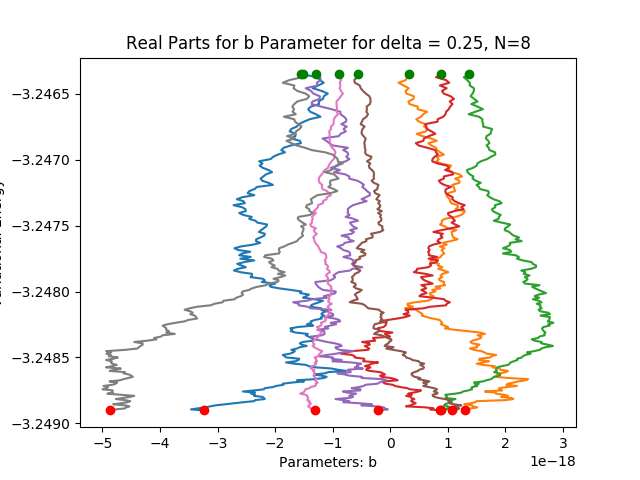 Real Parts for b Parameter for delta = 0.25, N=8
−3.2465
−3.2470
−3.2475
−3.2480
−3.2485
−3.2490
−5 −4 −3 −2 −1 0 1 2 3
1e−18
Parameters: b